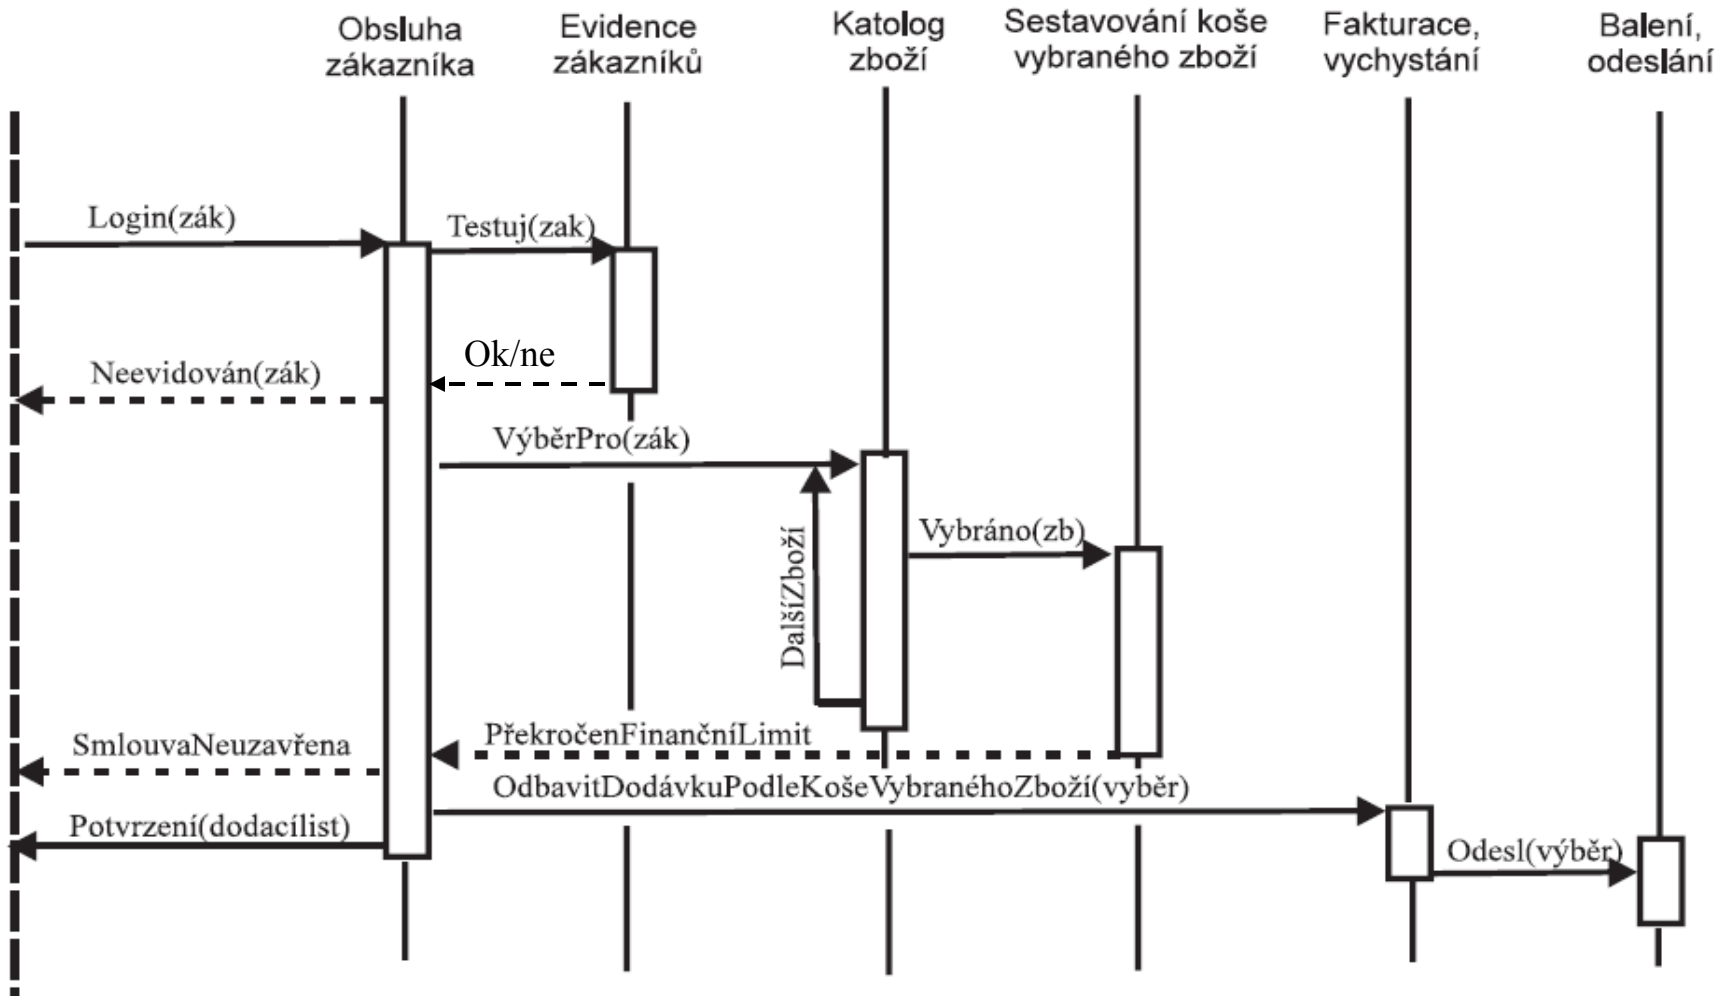 Obsluha
zákazníka
Evidence
zákazníků
Katolog
zboží
Sestavování koše
vybraného zboží
Fakturace,
vychystání
Balení,
odeslání
Login(zák)
Testuj(zak)
Ok/ne
Neevidován(zák)
VýběrPro(zák)
Vybráno(zb)
DalšíZboží
PřekročenFinančníLimit
SmlouvaNeuzavřena
OdbavitDodávkuPodleKošeVybranéhoZboží(vyběr)
Potvrzení(dodacílist)
Odesl(výběr)